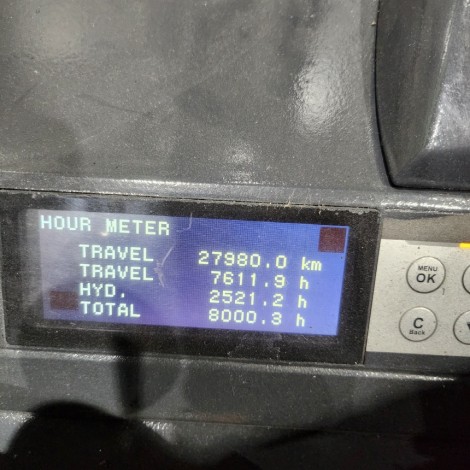 HOUR METER
TRAVEL 27980.0 km
TRAVEL 7611.9 h
HYD. 2521.2 h
TOTAL 8000.3 h
MENU
OK
C
Back